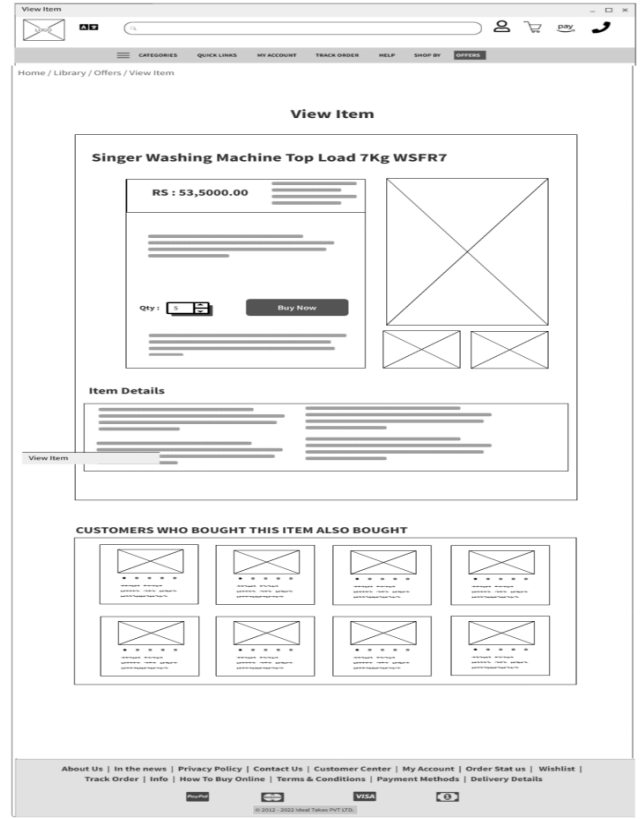 View Item
LOGO
CATEGORIES QUICK LINKS MY ACCOUNT TRACK ORDER HELP SHOP BY OFFERS
pay
Home / Library / Offers / View Item
View Item
Singer Washing Machine Top Load 7Kg WSFR7
RS : 53,5000.00
Qty : 5
Buy Now
Item Details
View Item
CUSTOMERS WHO BOUGHT THIS ITEM ALSO BOUGHT
About Us | In the news | Privacy Policy | Contact Us | Customer Center | My Account | Order Stat us | Wishlist |
Track Order | Info | How To Buy Online | Terms & Conditions | Payment Methods | Delivery Details
PayPal VISA
© 2012 - 2022 Ideal Takas PVT LTD.